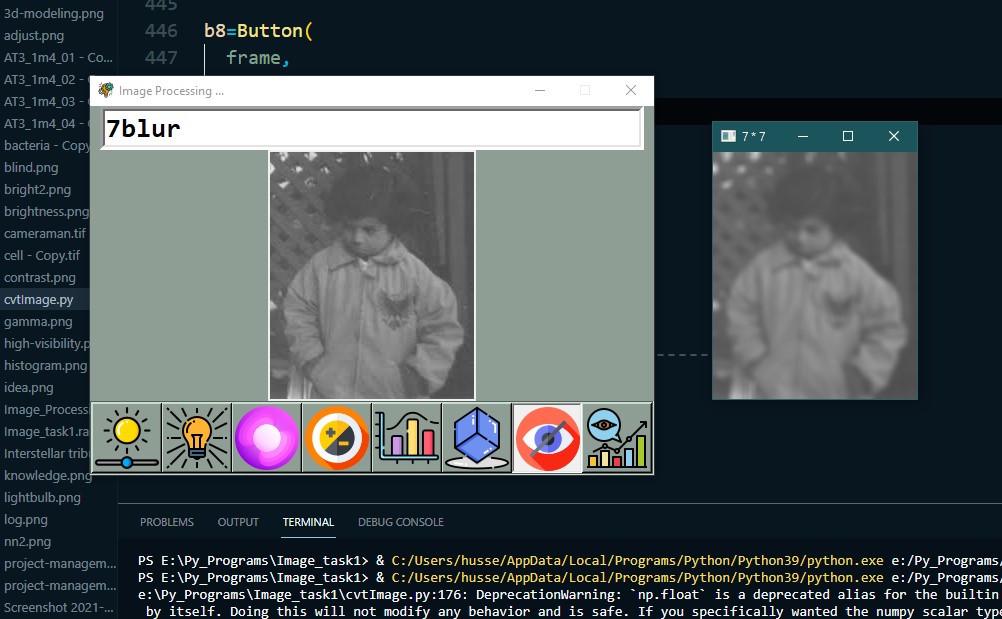 3d-modeling.png
adjust.png
AT3_1m4_01 - Co...
AT3_1m4_02 -
AT3_1m4_03 -
AT3_1m4_04 -
bacteria - Copy
blind.png
bright2.png
brightness.png
cameraman.tif
cell - Copy.tif
contrast.png
cvtImage.py
gamma.png
high-visibility.p
histogram.png
idea.png
Image_Process
Image_task1.ra
Interstellar trib
knowledge.png
lightbulb.png
log.png
nn2.png
project-managem...
project-managem...
Screenshot 2021-...
445
446 b8=Button(
447 frame,
Image Processing ...
7blur
7 * 7
PROBLEMS OUTPUT TERMINAL DEBUG CONSOLE
PS E:\Py_Programs\Image_task1> & C:/Users/husse/AppData/Local/Programs/Python/Python39/python.exe e:/Py_Programs/
PS E:\Py_Programs\Image_task1> & C:/Users/husse/AppData/Local/Programs/Python/Python39/python.exe e:/Py_Programs/
e:\Py_Programs\Image_task1\cvtImage.py:176: DeprecationWarning: `np.float` is a deprecated alias for the builtin
by itself. Doing this will not modify any behavior and is safe. If you specifically wanted the numpy scalar type